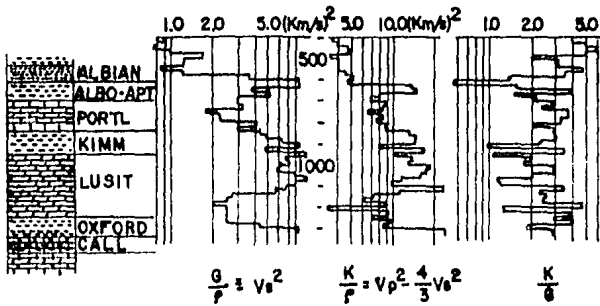 1.0 2.0 5.0 (Km/s)² 5.0 10.0 (Km/s)² 1.0 2.0 5.0
500
ALBIAN
ALBO-APT
PORTL
KIMM
1000
LUSIT
OXFORD
CALL
G/ρ = Vs² K/ρ = Vp² - 4/3 Vs² K/G